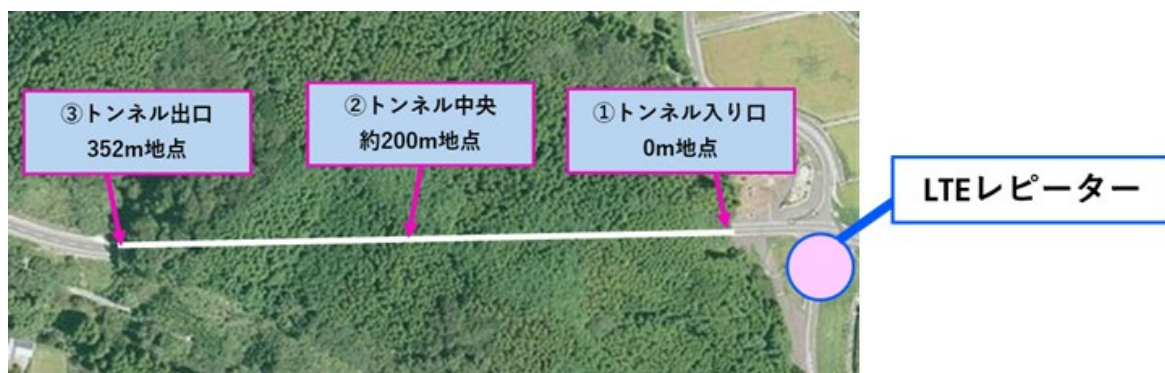 ③トンネル出口
352m地点
②トンネル中央
約200m地点
①トンネル入り口
0m地点
LTEレピーター